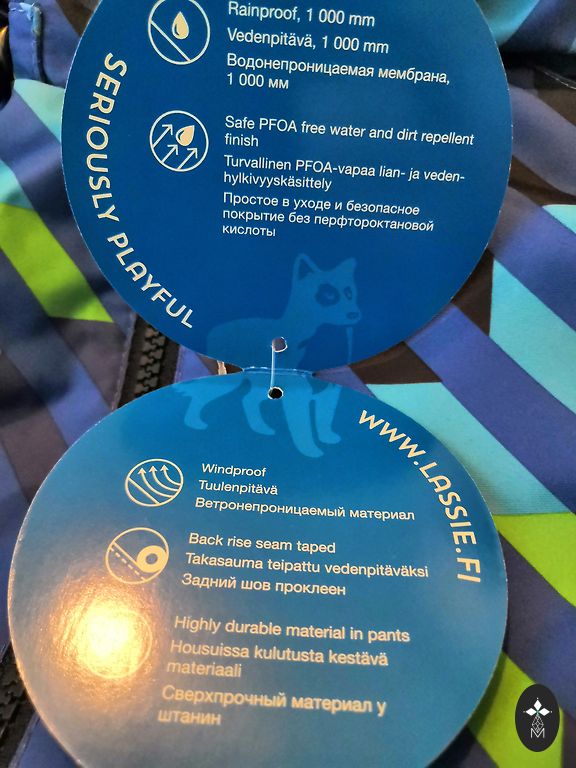 Rainproof, 1 000 mm
Vedenpitävä, 1 000 mm
Водонепроницаемая мембрана,
1 000 мм
Safe PFOA free water and dirt repellent
finish
Turvallinen PFOA-vapaa lian- ja veden-
hylkivyyskäsittely
Простое в уходе и безопасное
покрытие без перфтороктановой
кислоты
SERIOUSLY PLAYFUL
WWW.LASSIE.FI
Windproof
Tuulenpitävä
Ветронепроницаемый материал
Back rise seam taped
Takasauma teipattu vedenpitäväksi
Задний шов проклеен
Highly durable material in pants
Housuissa kulutusta kestävä
materiaali
Сверхпрочный материал у
штанин
M